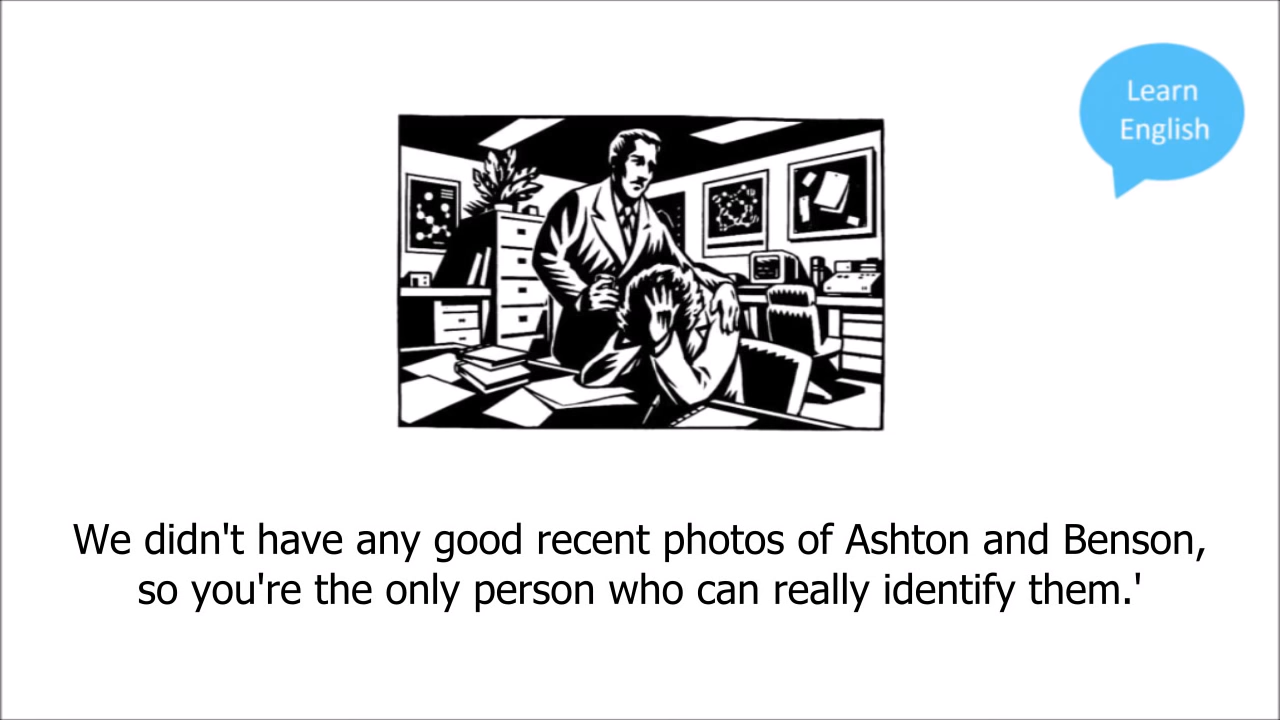 Learn
English
We didn't have any good recent photos of Ashton and Benson,
so you're the only person who can really identify them.'